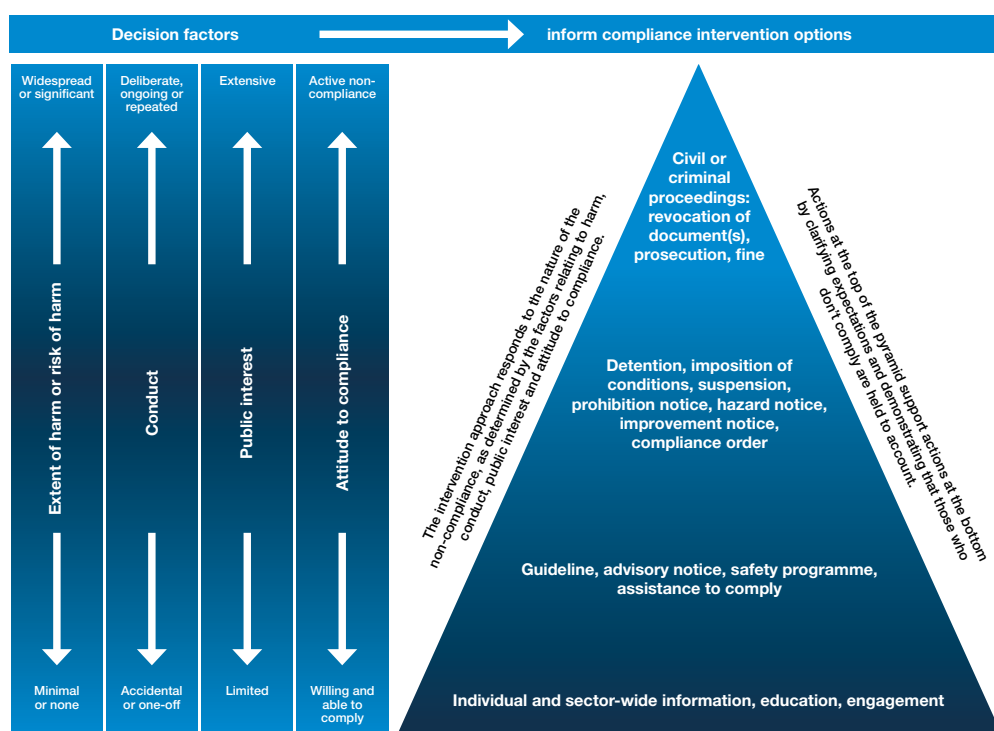 Decision factors
inform compliance intervention options
Widespread
or significant
Extent of harm or risk of harm
Minimal
or none
Deliberate,
ongoing or
repeated
Conduct
Accidental
or one-off
Extensive
Public interest
Limited
Active non-
compliance
Attitude to compliance
Willing and
able to
comply
The intervention approach responds to the nature of the
non-compliance, as determined by the factors relating to harm,
conduct, public interest and attitude to compliance.
Civil or
criminal
proceedings:
revocation of
document(s),
prosecution, fine
Detention, imposition of
conditions, suspension,
prohibition notice, hazard notice,
improvement notice,
compliance order
Guideline, advisory notice, safety programme,
assistance to comply
Individual and sector-wide information, education, engagement
Actions at the top of the pyramid support actions at the bottom
by clarifying expectations and demonstrating that those who
don't comply are held to account.